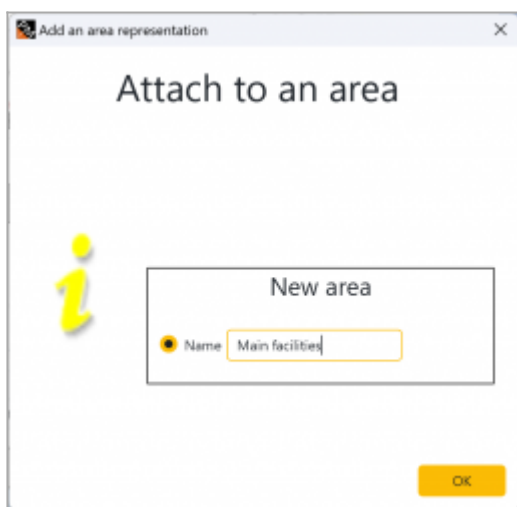 Add an area representation
Attach to an area
New area
Name Main facilities
OK